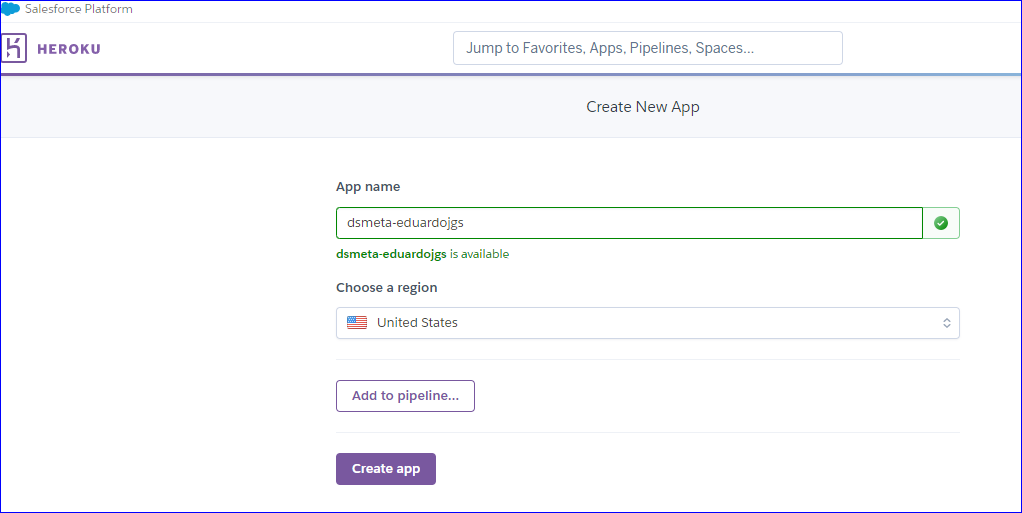 Salesforce Platform
HEROKU
Jump to Favorites, Apps, Pipelines, Spaces...
Create New App
App name
dsmeta-eduardojgs
dsmeta-eduardojgs is available
Choose a region
United States
Add to pipeline...
Create app